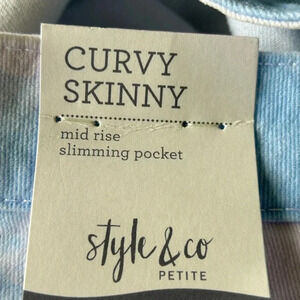 CURVY
SKINNY
mid rise
slimming pocket
style & co
PETITE